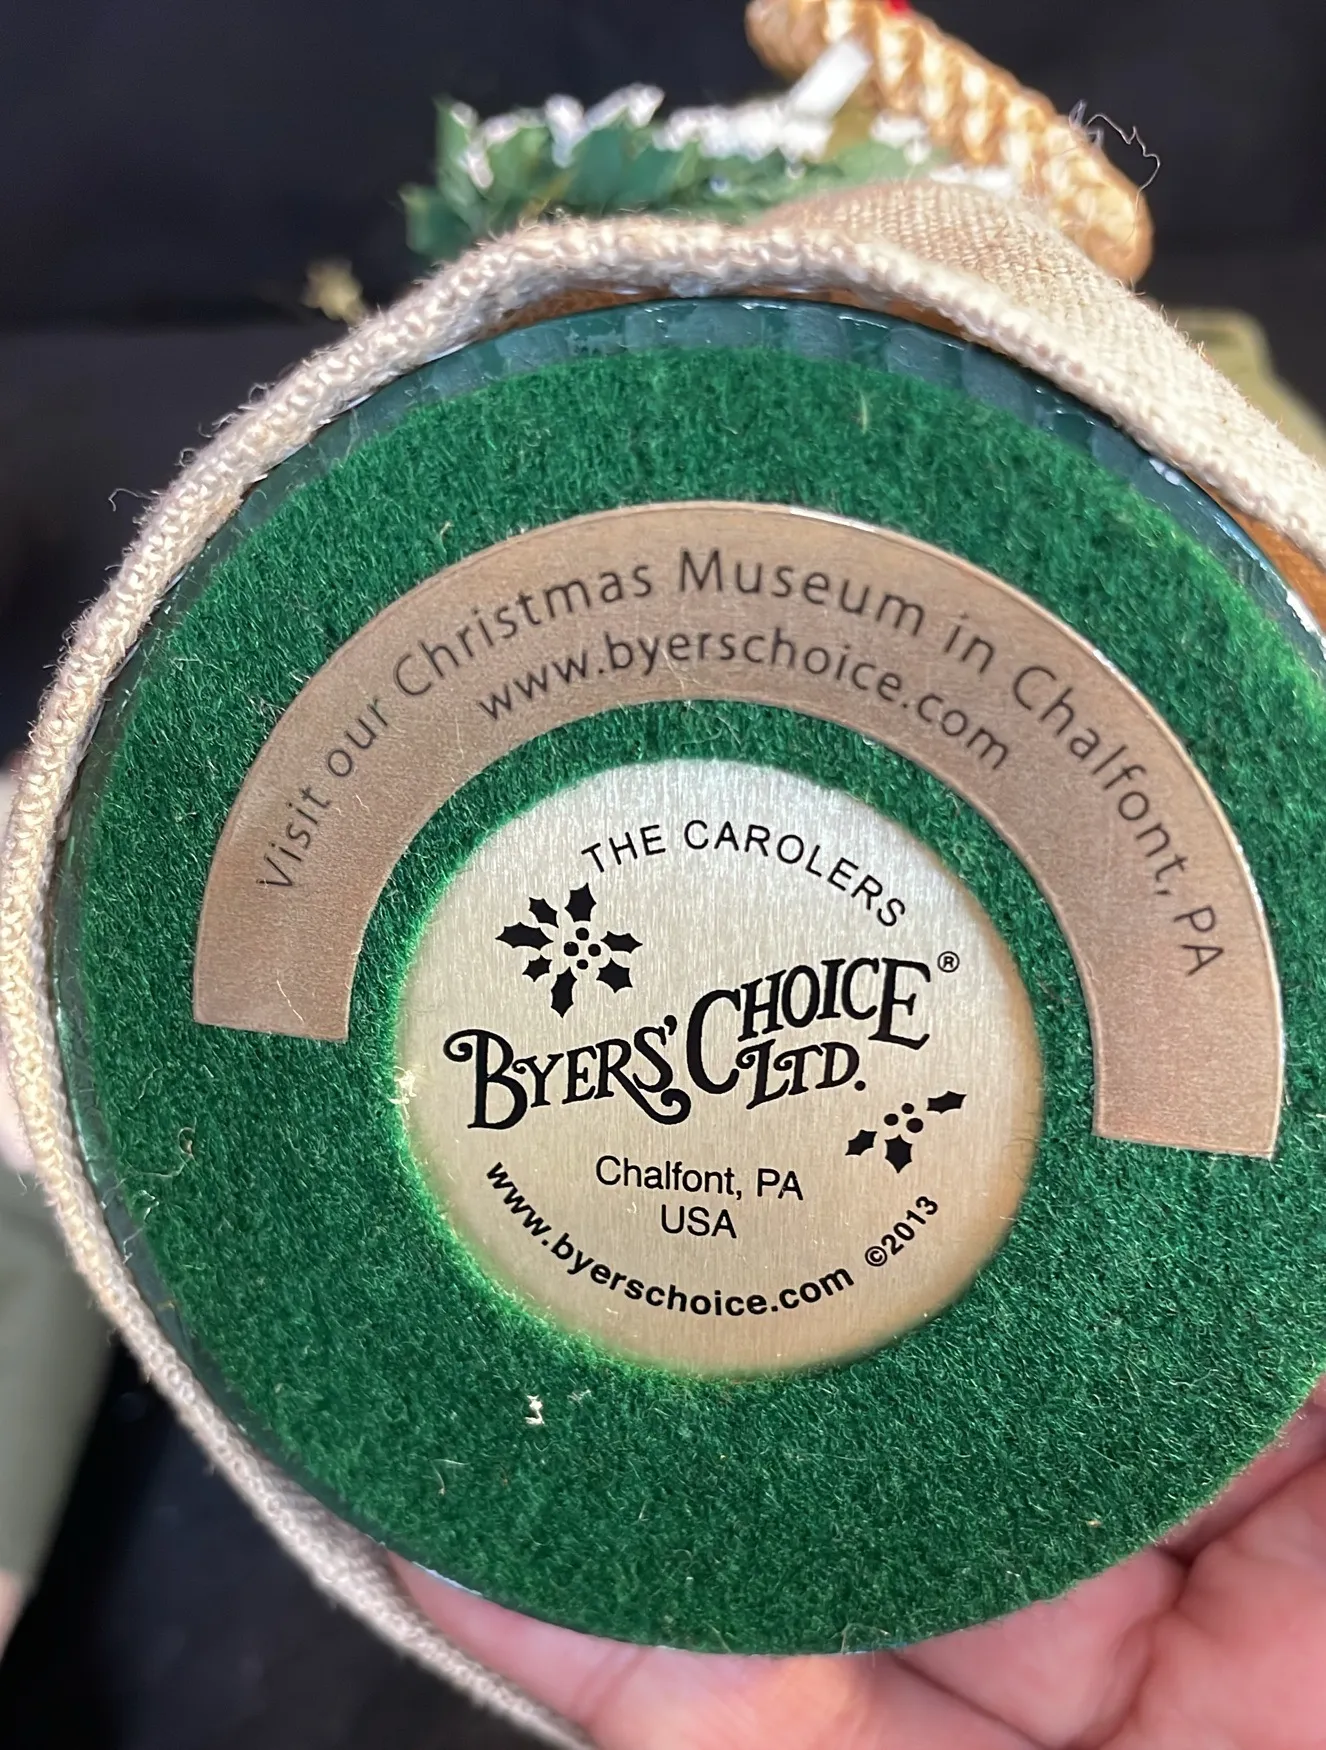 Visit our Christmas Museum in Chalfont, PA
www.byerschoice.com
THE CAROLERS
BYERS' CHOICE®
LTD.
Chalfont, PA
USA
www.byerschoice.com ©2013